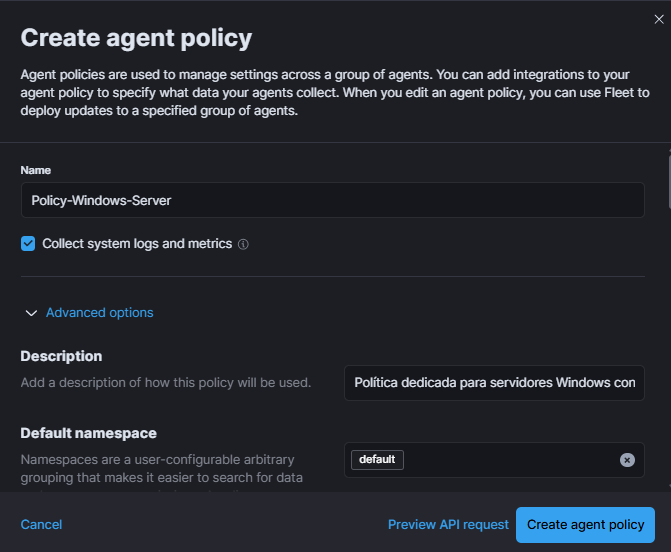 Create agent policy
Agent policies are used to manage settings across a group of agents. You can add integrations to your
agent policy to specify what data your agents collect. When you edit an agent policy, you can use Fleet to
deploy updates to a specified group of agents.
Name
Policy-Windows-Server
Collect system logs and metrics
Advanced options
Description
Add a description of how this policy will be used.
Política dedicada para servidores Windows con
Default namespace
Namespaces are a user-configurable arbitrary
default
grouping that makes it easier to search for data
Cancel
Preview API request
Create agent policy